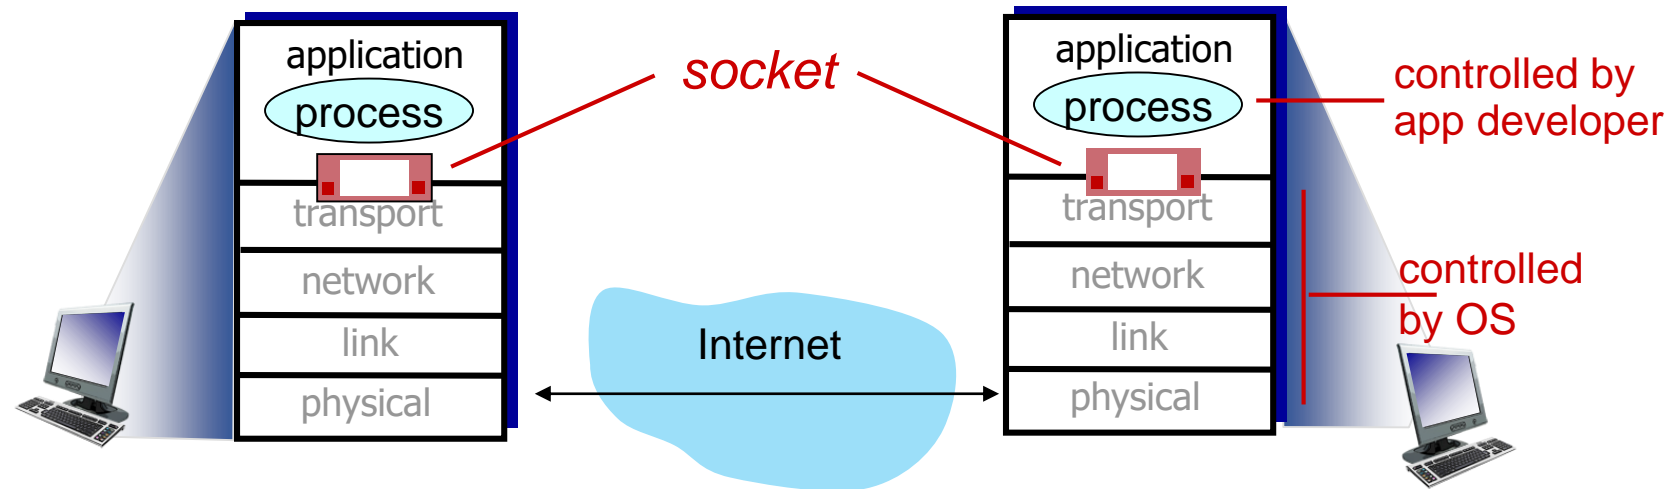 application
process
transport
network
link
physical
socket
Internet
application
process
transport
network
link
physical
controlled by
app developer
controlled
by OS